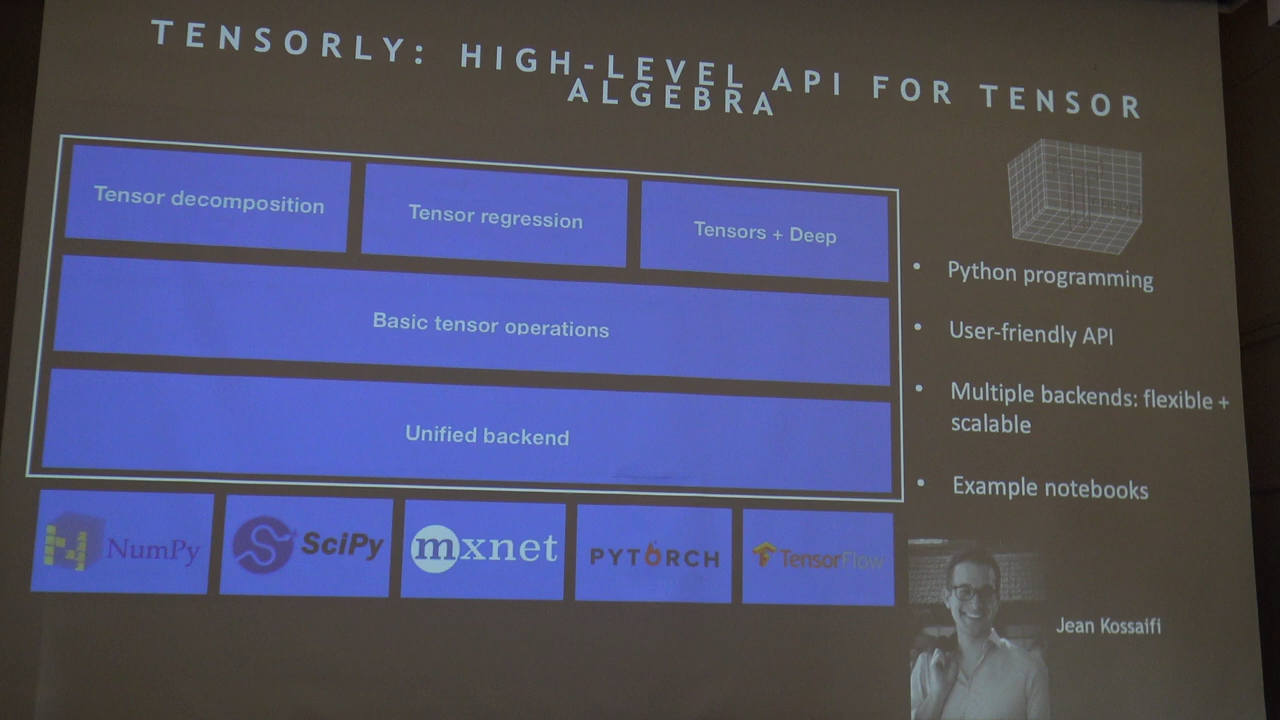 TENSORLY: HIGH-LEVEL API FOR TENSOR
ALGEBRA
Tensor decomposition
Tensor regression
Tensors + Deep
Basic tensor operations
Unified backend
NumPy
SciPy
mxnet
PYTORCH
TensorFlow
• Python programming
• User-friendly API
• Multiple backends: flexible +
scalable
• Example notebooks
Jean Kossaifi